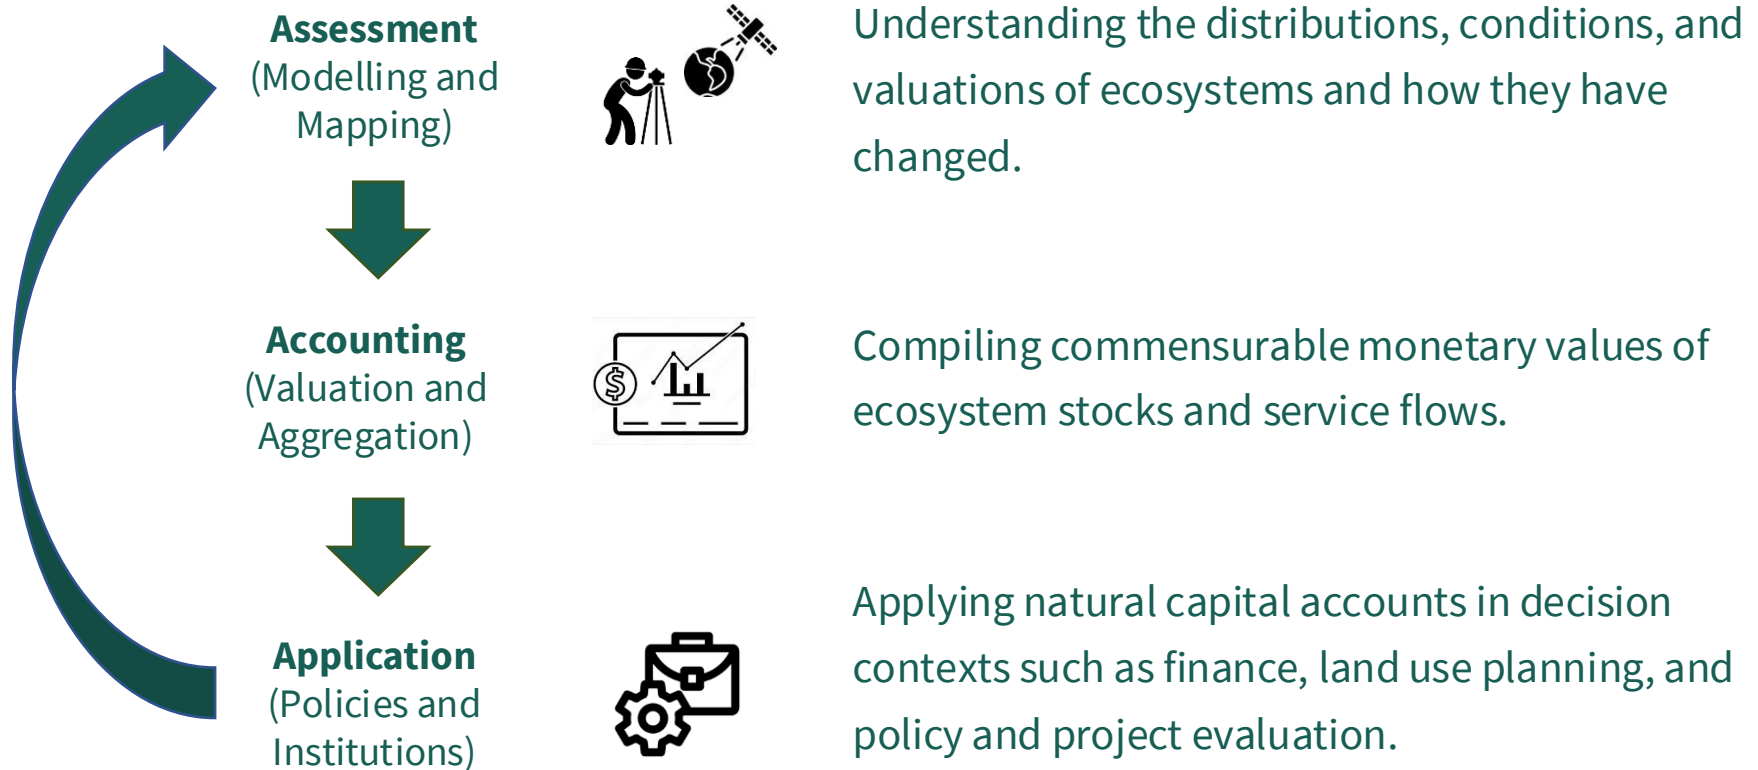 Assessment
(Modelling and
Mapping)
Understanding the distributions, conditions, and
valuations of ecosystems and how they have
changed.
Accounting
(Valuation and
Aggregation)
$
Compiling commensurable monetary values of
ecosystem stocks and service flows.
Application
(Policies and
Institutions)
Applying natural capital accounts in decision
contexts such as finance, land use planning, and
policy and project evaluation.